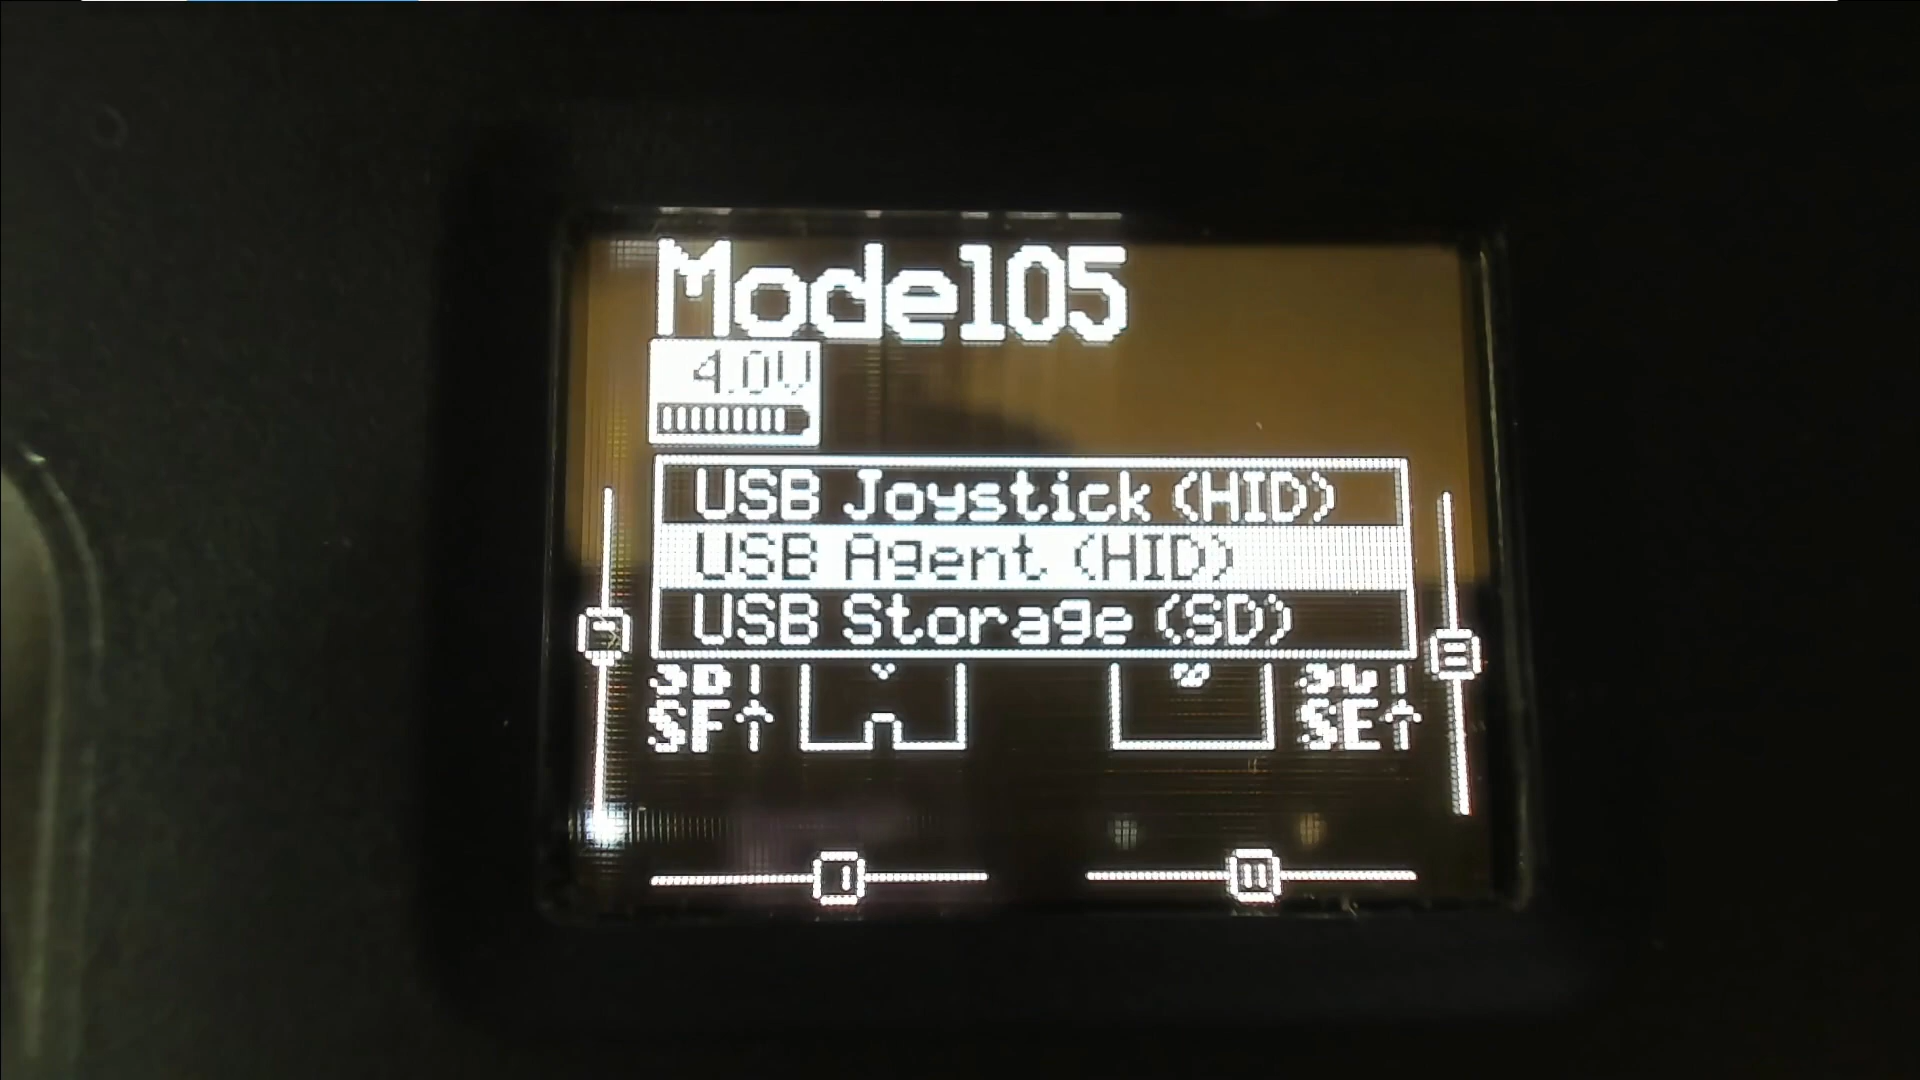 Model05
4.0V
USB Joystick (HID)
USB Agent (HID)
USB Storage (SD)
SF↑
SE↑